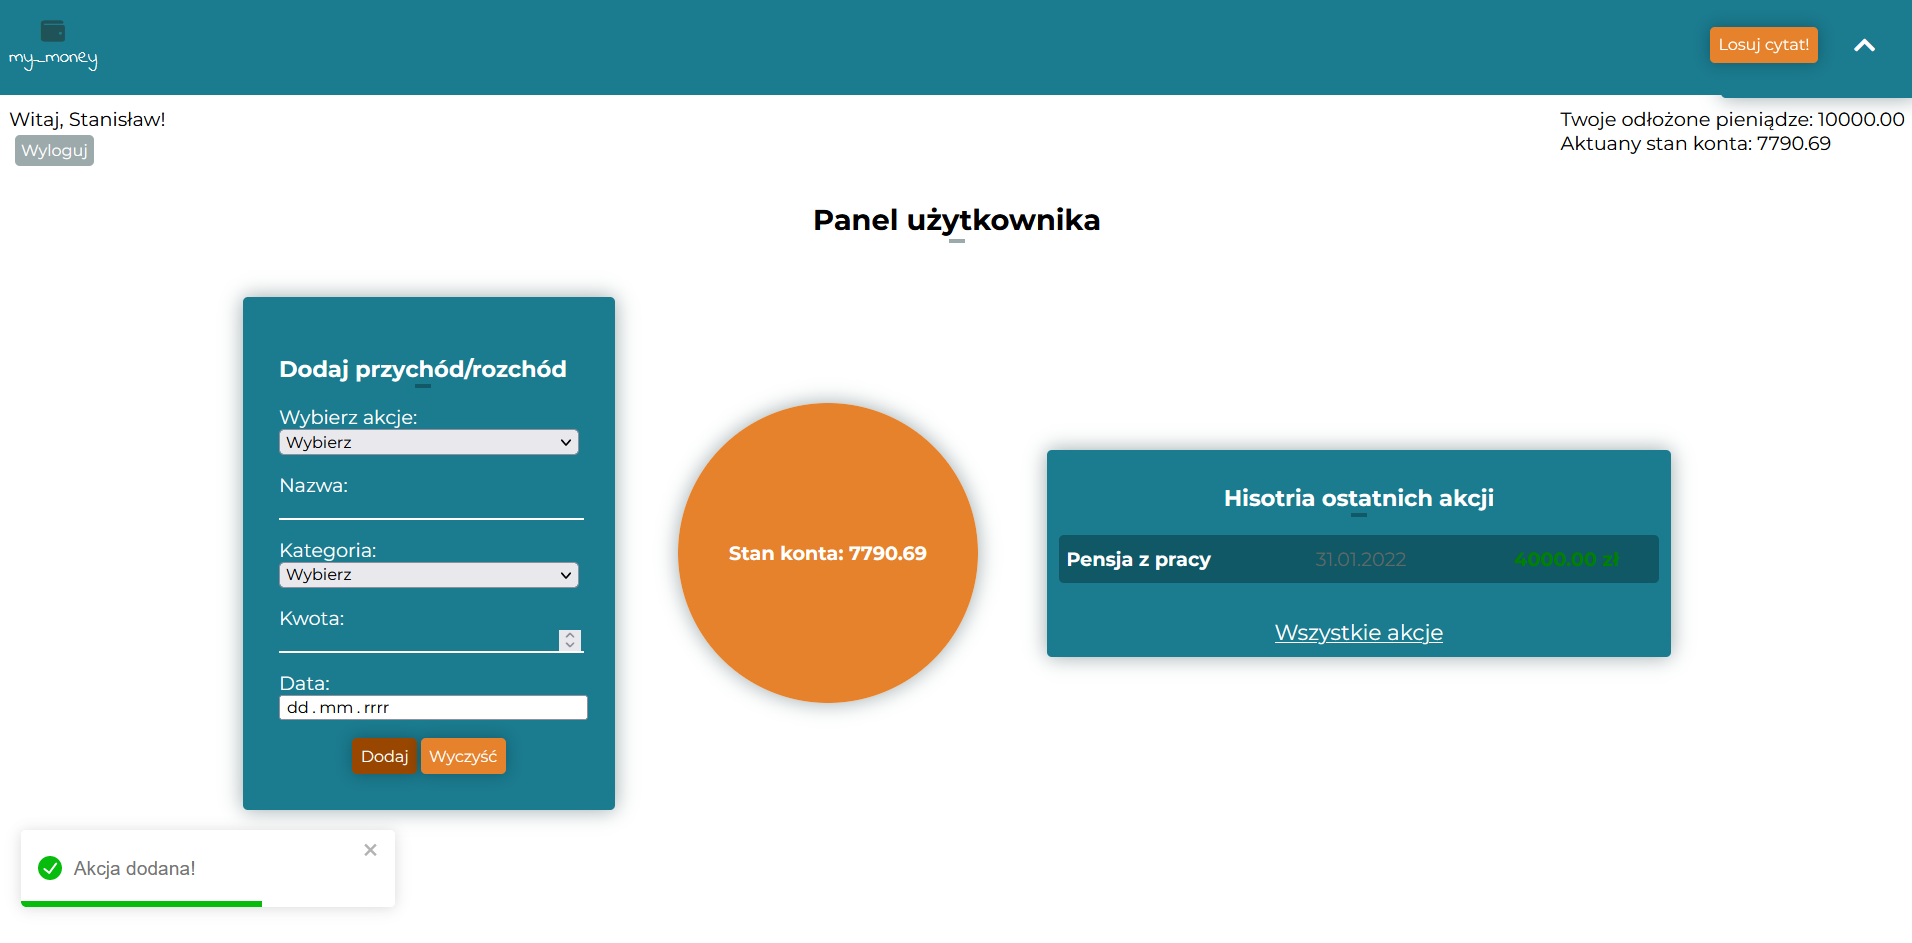 my_money
Losuj cytat!
Witaj, Stanisław!
Wyloguj
Twoje odłożone pieniądze: 10000.00
Aktuany stan konta: 7790.69
Panel użytkownika
Dodaj przychód/rozchód
Wybierz akcje:
Wybierz
Nazwa:
Kategoria:
Wybierz
Kwota:
Data:
dd.mm.rrrr
Dodaj
Wyczyść
Stan konta: 7790.69
Hisotria ostatnich akcji
Pensja z pracy 31.01.2022 4000.00 zł
Wszystkie akcje
Akcja dodana!